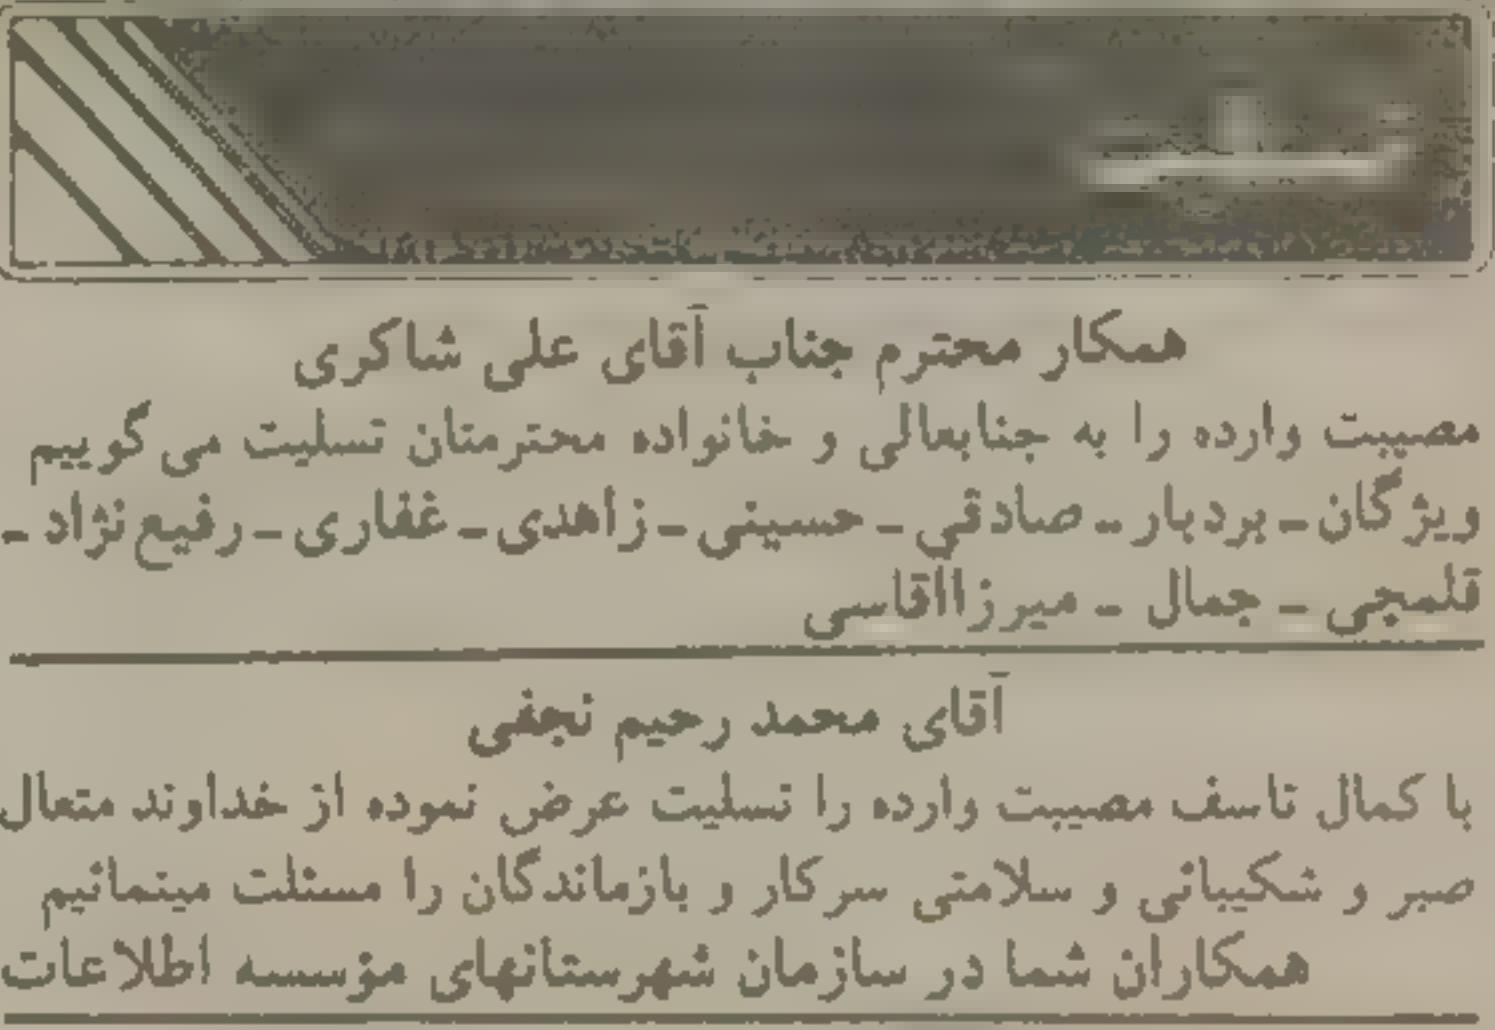 همکار محترم جناب آقای علی شاکری
مصیبت وارده را به جنابعالی و خانواده محترمتان تسلیت می‌گوییم
ویژگان ـ بردبار ـ صادقی ـ حسینی ـ زاهدی ـ غفاری ـ رفیع نژاد ـ
قلمچی ـ جمال ـ میرزااقاسی
آقای محمد رحیم نجفی
با کمال تاسف مصیبت وارده را تسلیت عرض نموده از خداوند متعال
صبر و شکیبائی و سلامتی سرکار و بازماندگان را مسئلت مینمائیم
همکاران شما در سازمان شهرستانهای مؤسسه اطلاعات